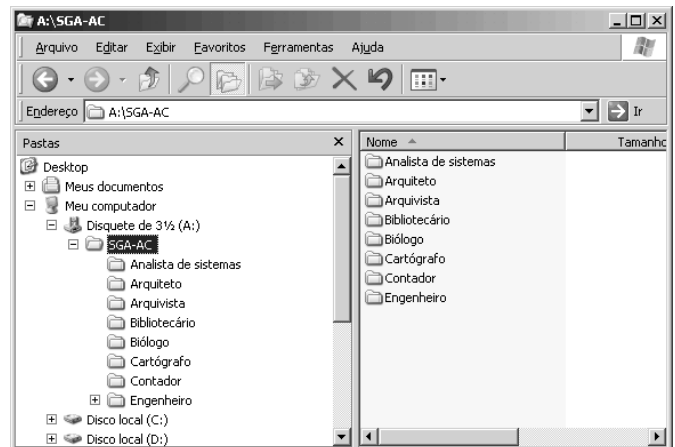 A:\SGA-AC
Arquivo Editar Exibir Favoritos Ferramentas Ajuda
Endereço A:\SGA-AC Ir
Pastas
Desktop
Meus documentos
Meu computador
Disquete de 3½ (A:)
SGA-AC
Analista de sistemas
Arquiteto
Arquivista
Bibliotecário
Biólogo
Cartógrafo
Contador
Engenheiro
Disco local (C:)
Disco local (D:)
Nome Tamanho
Analista de sistemas
Arquiteto
Arquivista
Bibliotecário
Biólogo
Cartógrafo
Contador
Engenheiro